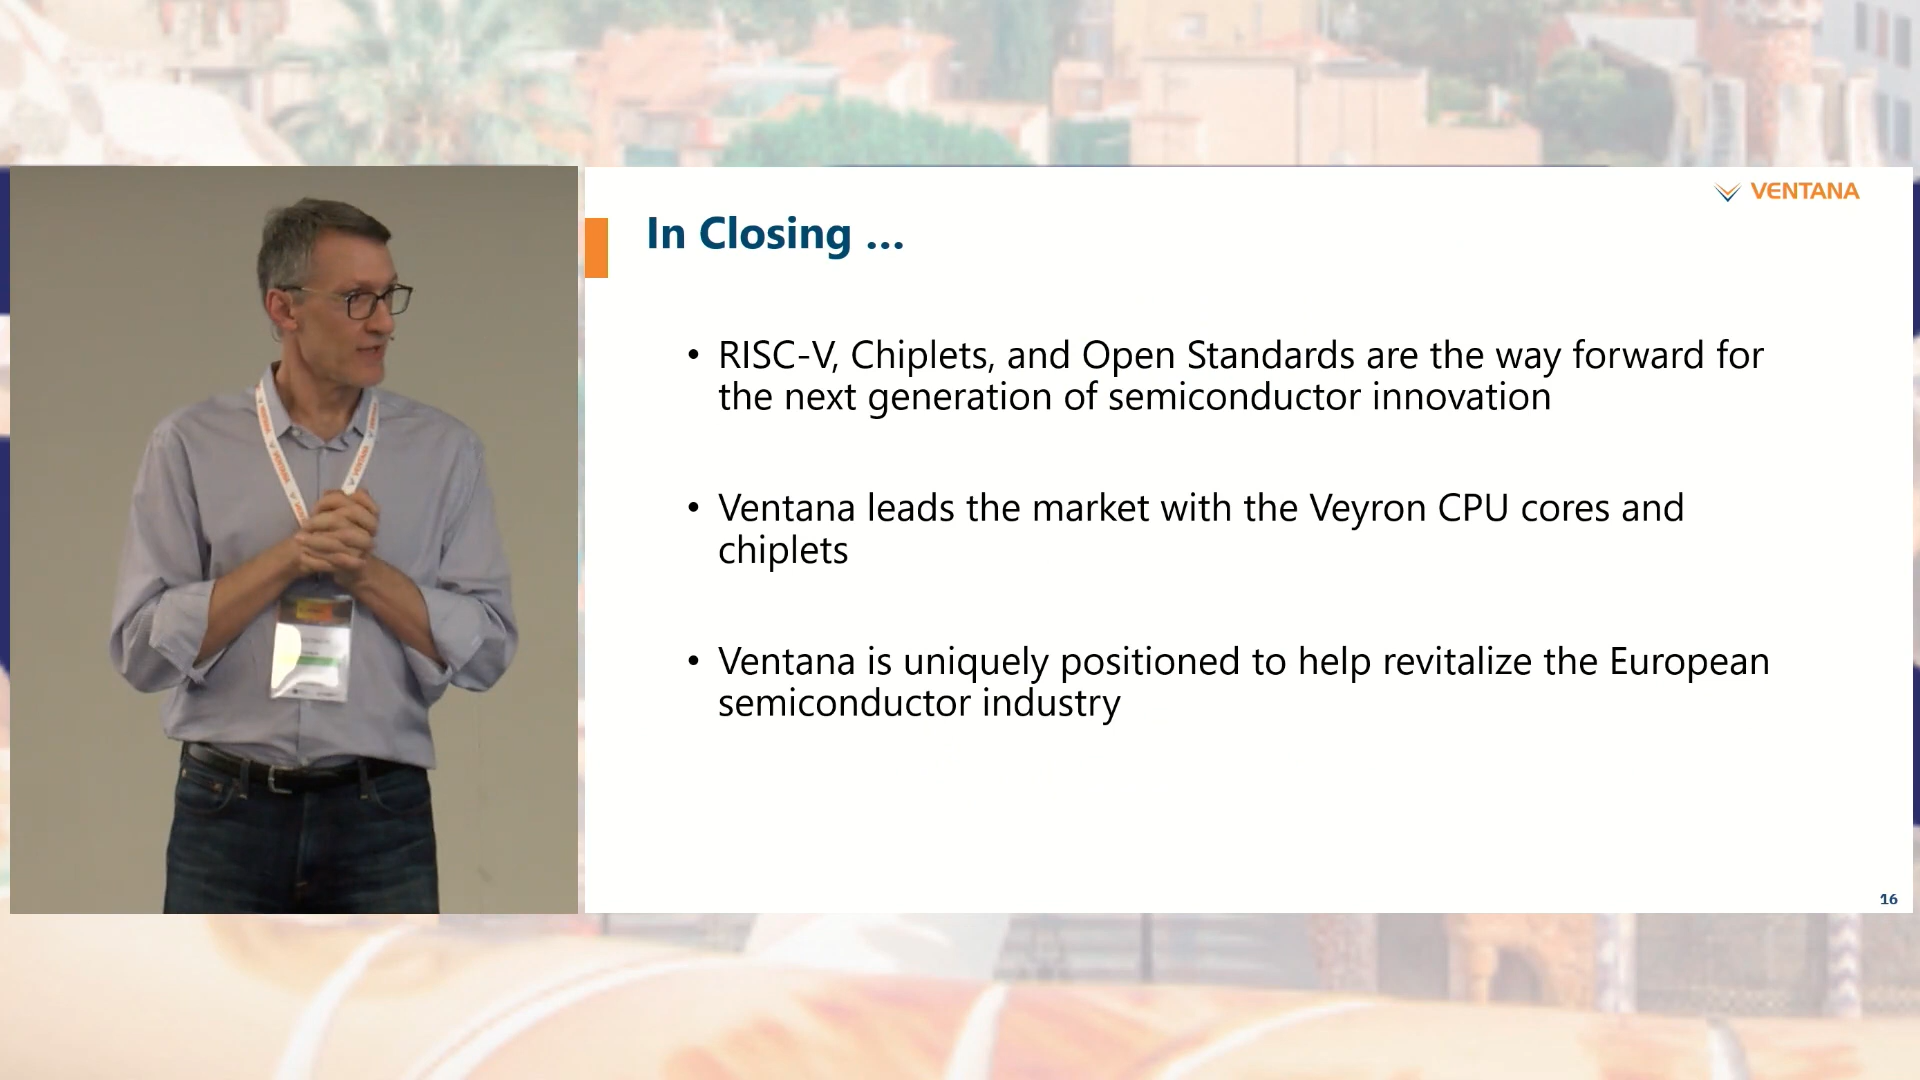 VENTANA
In Closing ...
• RISC-V, Chiplets, and Open Standards are the way forward for
the next generation of semiconductor innovation
• Ventana leads the market with the Veyron CPU cores and
chiplets
• Ventana is uniquely positioned to help revitalize the European
semiconductor industry
16
VENTANA
VENTANA